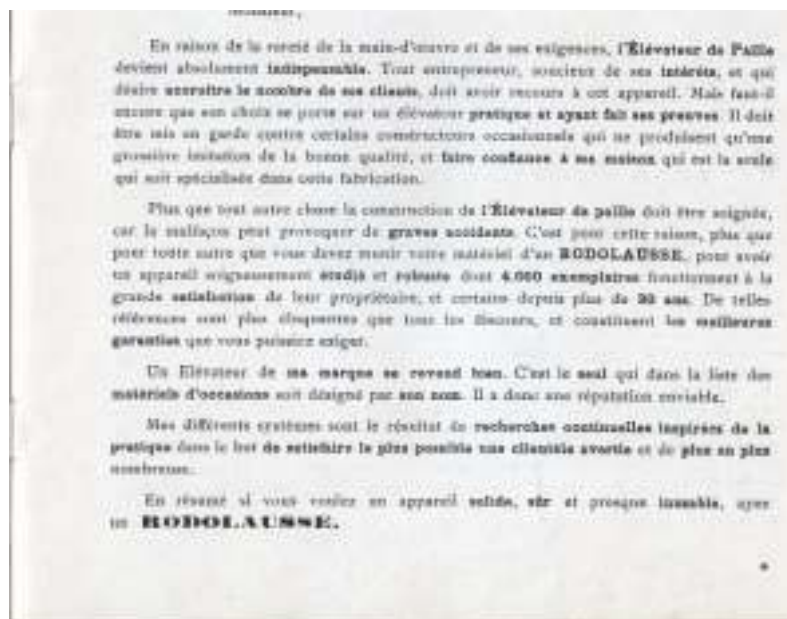 Monsieur,
En raison de la rareté de la main-d'œuvre et de ses exigences, l'Élévateur de Paille
devient absolument indispensable. Tout entrepreneur, soucieux de ses intérêts, et qui
désire accroître le nombre de ses clients, doit avoir recours à cet appareil. Mais faut-il
encore que son choix se porte sur un élévateur pratique et ayant fait ses preuves. Il doit
être mis en garde contre certains constructeurs occasionnels qui ne produisent qu'une
grossière imitation de la bonne qualité, et faire confiance à ma maison qui est la seule
qui soit spécialisée dans cette fabrication.
Plus que tout autre chose la construction de l'Élévateur de paille doit être soignée,
car la malfaçon peut provoquer de graves accidents. C'est pour cette raison, plus que
pour toute autre que vous devez munir votre matériel d'un RODOLAUSSE, pour avoir
un appareil soigneusement étudié et robuste dont 4.000 exemplaires fonctionnent à la
grande satisfaction de leur propriétaire, et certains depuis plus de 30 ans. De telles
références sont plus éloquentes que tous les discours, et constituent les meilleures
garanties que vous puissiez exiger.
Un Élévateur de ma marque se revend bien. C'est le seul qui dans la liste des
matériels d'occasions soit désigné par son nom. Il a donc une réputation enviable.
Mes différents systèmes sont le résultat de recherches continuelles inspirées de la
pratique dans le but de satisfaire le plus possible une clientèle avertie et de plus en plus
nombreuse.
En résumé si vous voulez un appareil solide, sûr et presque inusable, ayez
un RODOLAUSSE.